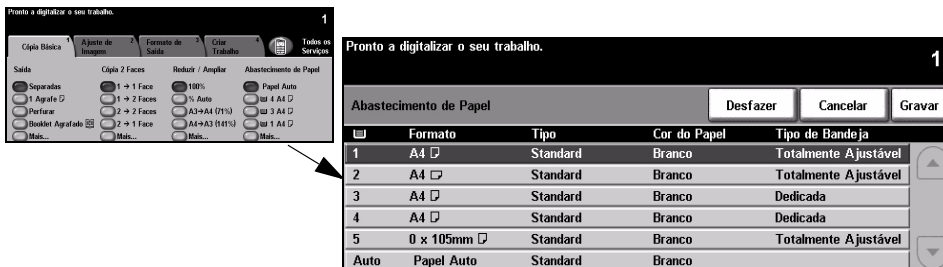 Pronto a digitalizar o seu trabalho.
1
Cópia Básica 1
Ajuste de Imagem 2
Formato de Saída 3
Criar Trabalho 4
Todos os Serviços
Saída Cópia 2 Faces Reduzir / Ampliar Abastecimento de Papel
Separadas 1 → 1 Face 100% Papel Auto
1 Agrafe 1 → 2 Faces % Auto 4 A4
Perfurar 2 → 2 Faces A3→A4 (71%) 3 A4
Booklet Agrafado 2 → 1 Face A4→A3 (141%) 1 A4
Mais... Mais... Mais... Mais...
Pronto a digitalizar o seu trabalho.
1
Abastecimento de Papel Desfazer Cancelar Gravar
Formato Tipo Cor do Papel Tipo de Bandeja
1 A4 Standard Branco Totalmente Ajustável
2 A4 Standard Branco Totalmente Ajustável
3 A4 Standard Branco Dedicada
4 A4 Standard Branco Dedicada
5 0 x 105mm Standard Branco Totalmente Ajustável
Auto Papel Auto Standard Branco